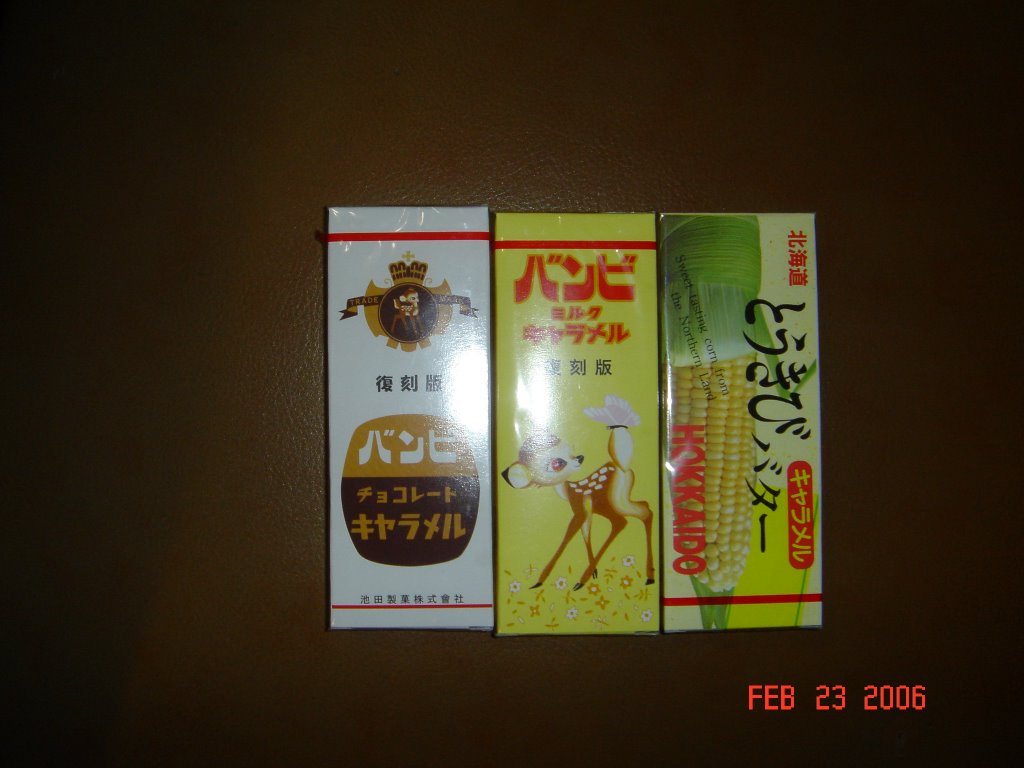 TRADE MARK
復刻版
バンビ
チョコレート
キャラメル
池田製菓株式會社
バンビ
ミルク
キャラメル
復刻版
北海道
とうきびバター
キャラメル
Sweet tasting corn from
the Northern Land
HOKKAIDO
FEB 23 2006